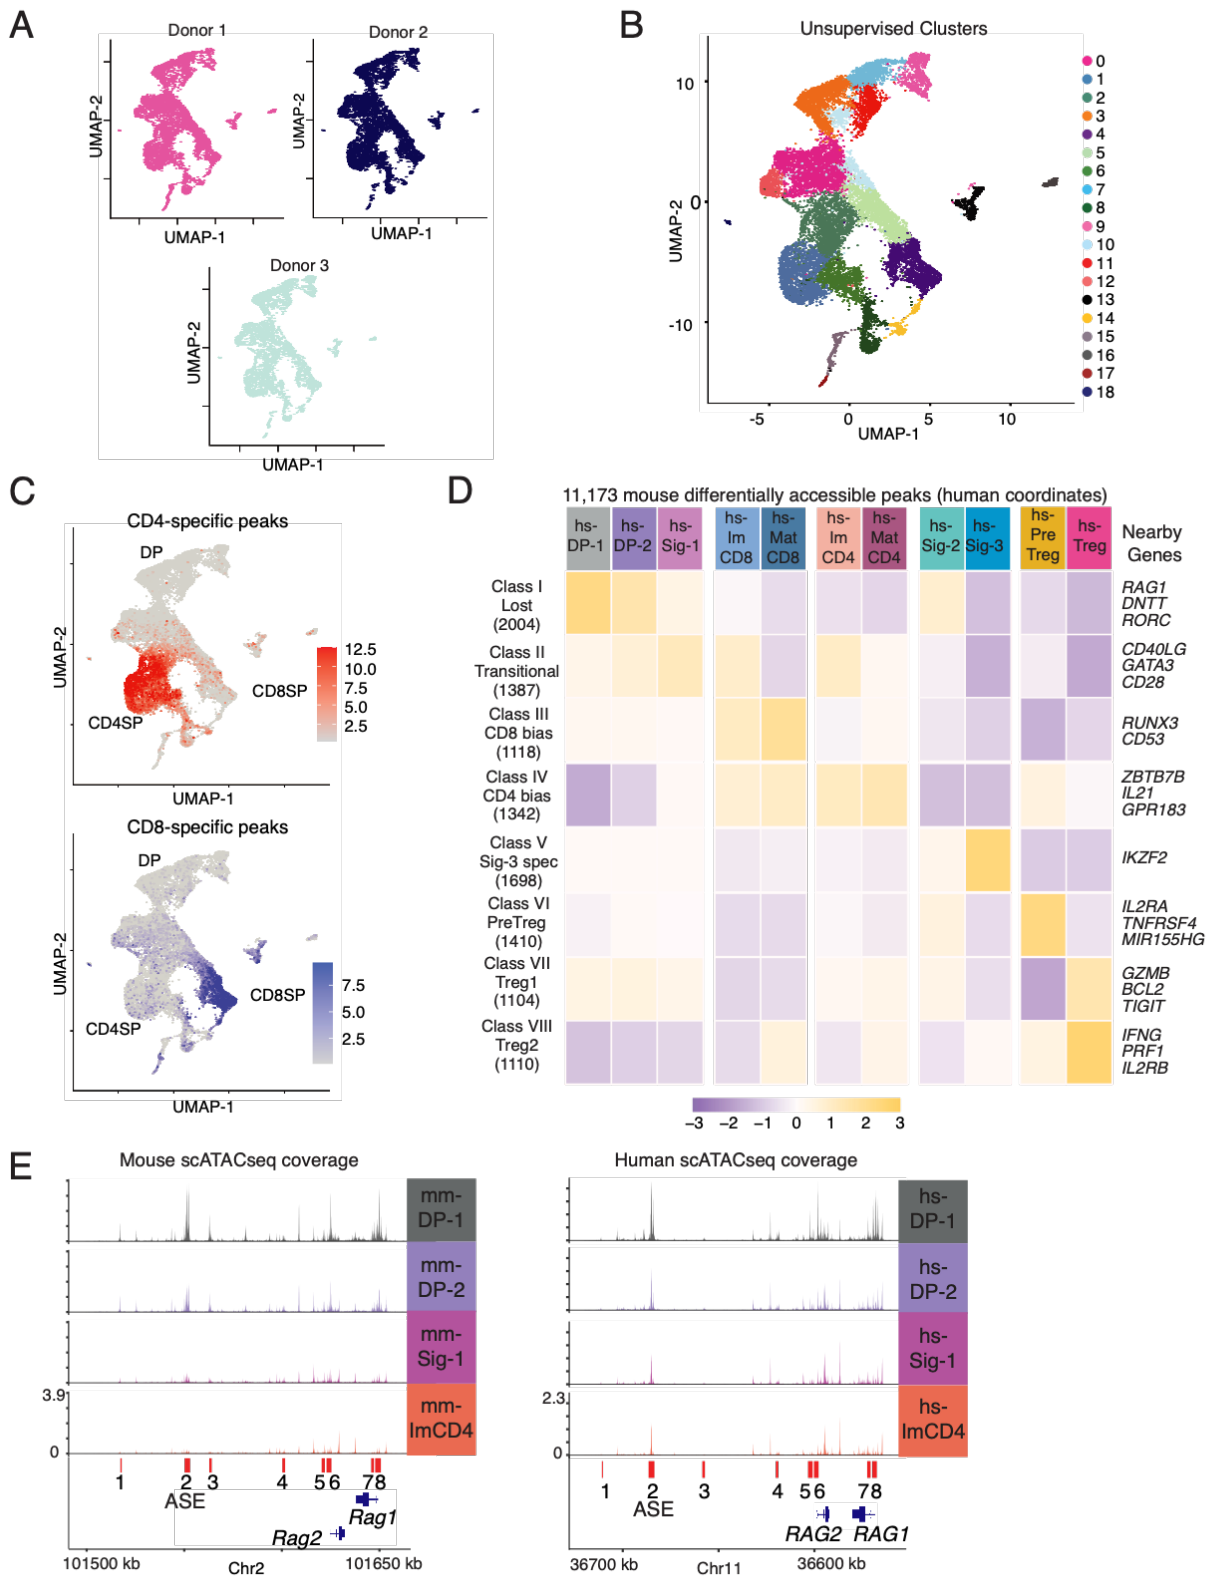 A
Donor 1
Donor 2
UMAP-2
UMAP-2
UMAP-1
UMAP-1
Donor 3
UMAP-2
UMAP-1
B
Unsupervised Clusters
10
0
-10
UMAP-2
-5
0
5
10
UMAP-1
0
1
2
3
4
5
6
7
8
9
10
11
12
13
14
15
16
17
18
C
CD4-specific peaks
DP
UMAP-2
CD8SP
CD4SP
12.5
10.0
7.5
5.0
2.5
UMAP-1
CD8-specific peaks
DP
UMAP-2
CD8SP
CD4SP
7.5
5.0
2.5
UMAP-1
D
11,173 mouse differentially accessible peaks (human coordinates)
hs-DP-1
hs-DP-2
hs-Sig-1
hs-Im CD8
hs-Mat CD8
hs-Im CD4
hs-Mat CD4
hs-Sig-2
hs-Sig-3
hs-Pre Treg
hs-Treg
Nearby
Genes
Class I
Lost
(2004)
RAG1
DNTT
RORC
Class II
Transitional
(1387)
CD40LG
GATA3
CD28
Class III
CD8 bias
(1118)
RUNX3
CD53
Class IV
CD4 bias
(1342)
ZBTB7B
IL21
GPR183
Class V
Sig-3 spec
(1698)
IKZF2
Class VI
PreTreg
(1410)
IL2RA
TNFRSF4
MIR155HG
Class VII
Treg1
(1104)
GZMB
BCL2
TIGIT
Class VIII
Treg2
(1110)
IFNG
PRF1
IL2RB
−3 −2 −1 0 1 2 3
E
Mouse scATACseq coverage
mm-
DP-1
mm-
DP-2
mm-
Sig-1
3.9
0
mm-
ImCD4
1 2 3 4 5 6 7 8
ASE
Rag1
Rag2
101500 kb
Chr2
101650 kb
Human scATACseq coverage
hs-
DP-1
hs-
DP-2
hs-
Sig-1
2.3
0
hs-
ImCD4
1 2 3 4 5 6 7 8
ASE
RAG2
RAG1
36700 kb
Chr11
36600 kb